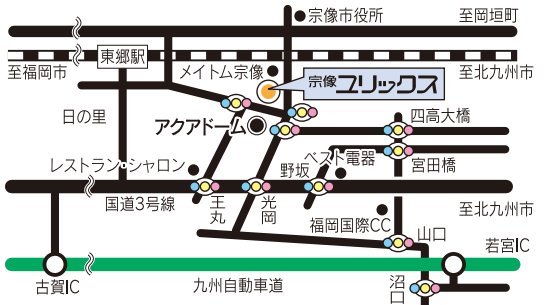 宗像市役所
至岡垣町
東郷駅
至福岡市
メイトム宗像
宗像ユリックス
至北九州市
日の里
アクアドーム
四高大橋
レストラン・シャロン
野坂
ベスト電器
宮田橋
国道3号線
王丸
光岡
福岡国際CC
至北九州市
山口
若宮IC
古賀IC
九州自動車道
沼口